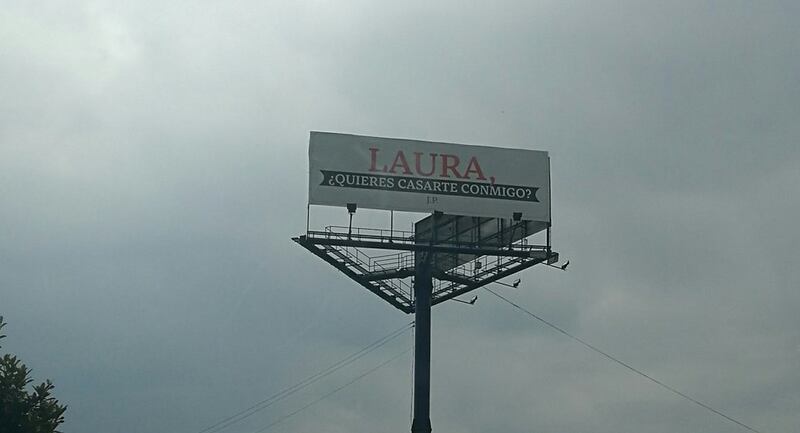 LAURA,
¿QUIERES CASARTE CONMIGO?
J.P.